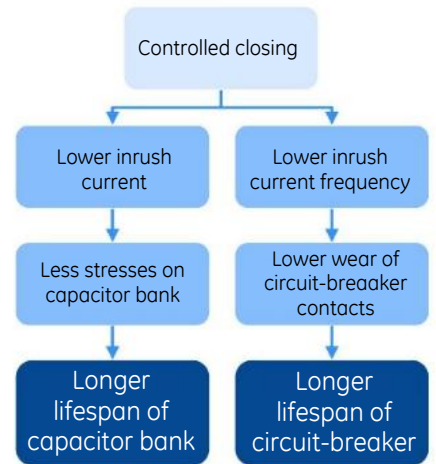 Controlled closing
Lower inrush
current
Lower inrush
current frequency
Less stresses on
capacitor bank
Lower wear of
circuit-breaaker
contacts
Longer
lifespan of
capacitor bank
Longer
lifespan of
circuit-breaker